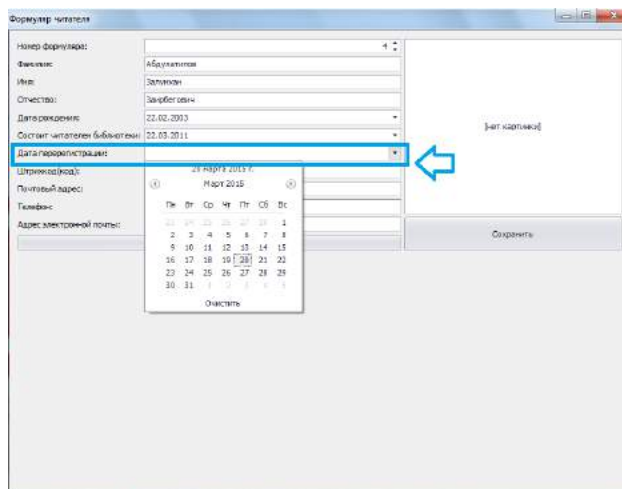 Формуляр читателя
Номер формуляра: 4
Фамилия: Абдулатипов
Имя: Залимхан
Отчество: Заирбегович
Дата рождения: 22.02.2003
Состоит читателем библиотеки 22.03.2011
Дата перерегистрации:
Штрихкод(код):
Почтовый адрес:
Телефон:
Адрес электронной почты:
[нет картинки]
Сохранить
20 марта 2015 г.
Март 2015
Пн Вт Ср Чт Пт Сб Вс
23 24 25 26 27 28 1
2 3 4 5 6 7 8
9 10 11 12 13 14 15
16 17 18 19 20 21 22
23 24 25 26 27 28 29
30 31 1 2 3 4 5
Очистить